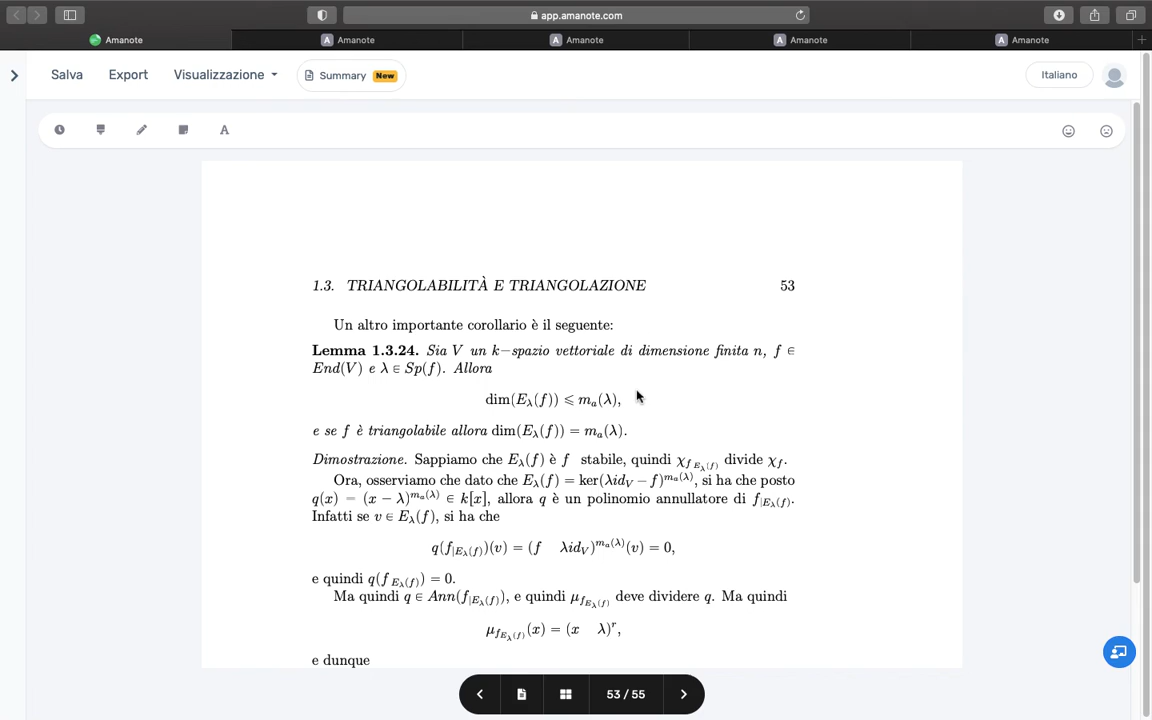 app.amanote.com
Amanote
Amanote
Amanote
Amanote
Amanote
Salva Export Visualizzazione Summary New Italiano
1.3. TRIANGOLABILITÀ E TRIANGOLAZIONE 53
Un altro importante corollario è il seguente:
Lemma 1.3.24. Sia V un k−spazio vettoriale di dimensione finita n, f ∈
End(V) e λ ∈ Sp(f). Allora
dim(E_λ(f)) ⩽ m_a(λ),
e se f è triangolabile allora dim(E_λ(f)) = m_a(λ).
Dimostrazione. Sappiamo che E_λ(f) è f stabile, quindi χ_{f E_λ(f)} divide χ_f.
Ora, osserviamo che dato che E_λ(f) = ker(λid_V − f)^{m_a(λ)}, si ha che posto
q(x) = (x − λ)^{m_a(λ)} ∈ k[x], allora q è un polinomio annullatore di f_{|E_λ(f)}.
Infatti se v ∈ E_λ(f), si ha che
q(f_{|E_λ(f)})(v) = (f λid_V)^{m_a(λ)}(v) = 0,
e quindi q(f_{E_λ(f)}) = 0.
Ma quindi q ∈ Ann(f_{|E_λ(f)}), e quindi μ_{f_{E_λ(f)}} deve dividere q. Ma quindi
μ_{f_{E_λ(f)}}(x) = (x λ)^r,
e dunque
53 / 55